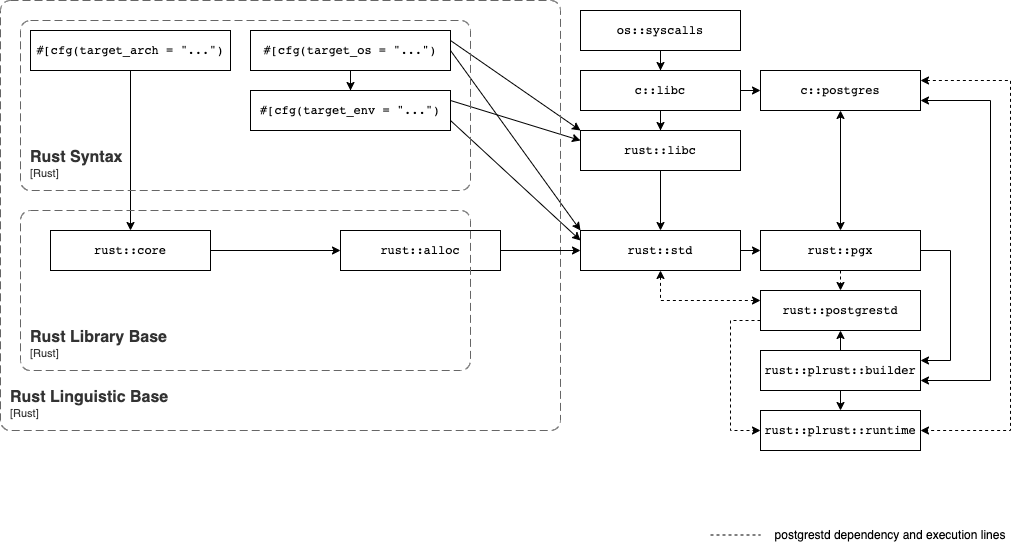 os::syscalls
#[cfg(target_arch = "...")
#[cfg(target_os = "...")
c::libc
c::postgres
#[cfg(target_env = "...")
rust::libc
Rust Syntax
[Rust]
rust::core
rust::alloc
rust::std
rust::pgx
rust::postgrestd
Rust Library Base
[Rust]
rust::plrust::builder
Rust Linguistic Base
[Rust]
rust::plrust::runtime
postgrestd dependency and execution lines